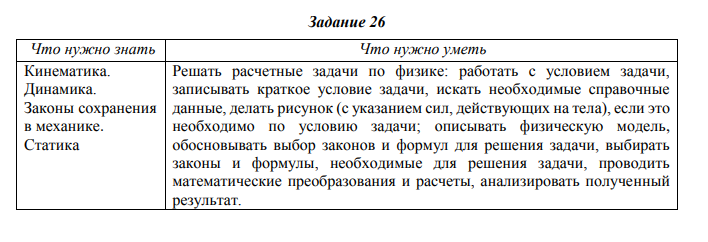 Задание 26
Что нужно знать
Что нужно уметь
Кинематика.
Динамика.
Законы сохранения
в механике.
Статика
Решать расчетные задачи по физике: работать с условием задачи,
записывать краткое условие задачи, искать необходимые справочные
данные, делать рисунок (с указанием сил, действующих на тела), если это
необходимо по условию задачи; описывать физическую модель,
обосновывать выбор законов и формул для решения задачи, выбирать
законы и формулы, необходимые для решения задачи, проводить
математические преобразования и расчеты, анализировать полученный
результат.